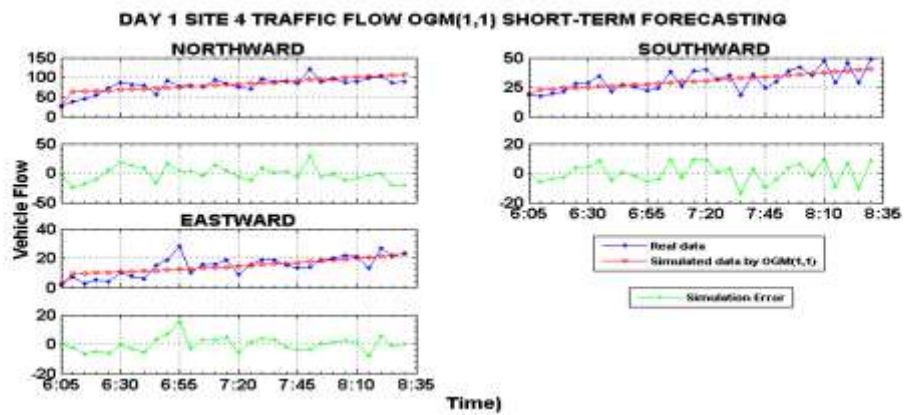 DAY 1 SITE 4 TRAFFIC FLOW OGM(1,1) SHORT-TERM FORECASTING
NORTHWARD
150
100
50
0
50
0
-50
EASTWARD
40
20
0
20
0
-20
6:05 6:30 6:55 7:20 7:45 8:10 8:35
Vehicle Flow
SOUTHWARD
50
25
0
20
0
-20
6:05 6:30 6:55 7:20 7:45 8:10 8:35
Real data
Simulated data by OGM(1,1)
Simulation Error
Time)